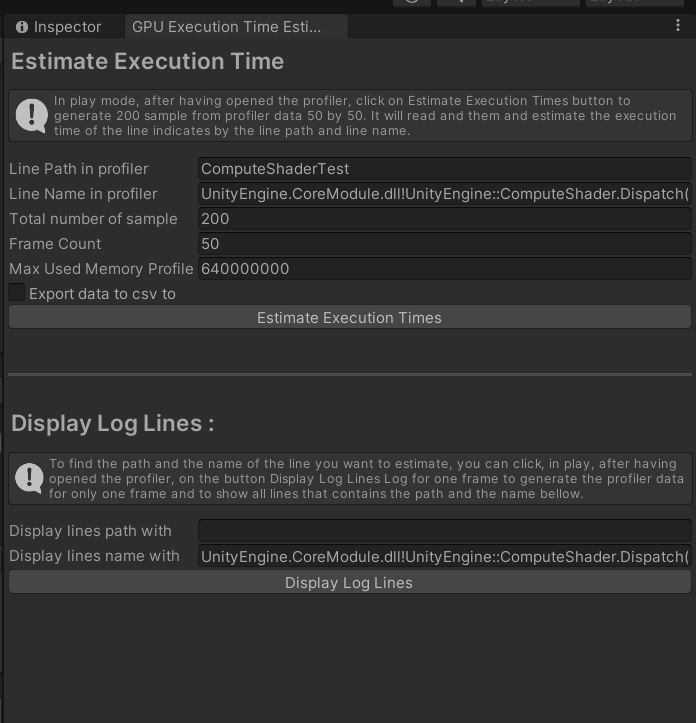 Inspector
GPU Execution Time Esti...
Estimate Execution Time
In play mode, after having opened the profiler, click on Estimate Execution Times button to
generate 200 sample from profiler data 50 by 50. It will read and them and estimate the execution
time of the line indicates by the line path and line name.
Line Path in profiler ComputeShaderTest
Line Name in profiler UnityEngine.CoreModule.dll!UnityEngine::ComputeShader.Dispatch(
Total number of sample 200
Frame Count 50
Max Used Memory Profile 640000000
Export data to csv to
Estimate Execution Times
Display Log Lines :
To find the path and the name of the line you want to estimate, you can click, in play, after having
opened the profiler, on the button Display Log Lines Log for one frame to generate the profiler data
for only one frame and to show all lines that contains the path and the name bellow.
Display lines path with
Display lines name with UnityEngine.CoreModule.dll!UnityEngine::ComputeShader.Dispatch(
Display Log Lines